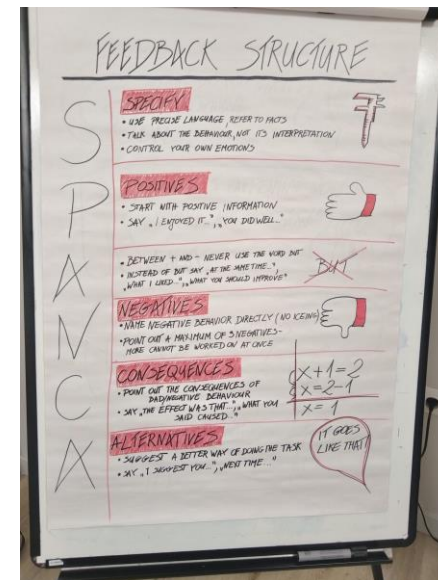 FEEDBACK STRUCTURE
S
SPECIFY
• USE PRECISE LANGUAGE, REFER TO FACTS
• TALK ABOUT THE BEHAVIOUR, NOT ITS INTERPRETATION
• CONTROL YOUR OWN EMOTIONS
P
POSITIVES
• START WITH POSITIVE INFORMATION
• SAY „I ENJOYED IT...", „YOU DID WELL..."
A
• BETWEEN + AND - NEVER USE THE WORD BUT
• INSTEAD OF BUT SAY „AT THE SAME TIME...",
„WHAT I LIKED...", „WHAT YOU SHOULD IMPROVE"
BUT
N
NEGATIVES
• NAME NEGATIVE BEHAVIOR DIRECTLY (NO ICEING)
• POINT OUT A MAXIMUM OF 3 NEGATIVES-
MORE CANNOT BE WORKED ON AT ONCE
C
CONSEQUENCES
• POINT OUT THE CONSEQUENCES OF
BAD/NEGATIVE BEHAVIOUR
• SAY „THE EFFECT WAS THAT...", „WHAT YOU
SAID CAUSED..."
x+1=2
x=2-1
x=1
A
ALTERNATIVES
• SUGGEST A BETTER WAY OF DOING THE TASK
• SAY „I SUGGEST YOU...", „NEXT TIME..."
IT GOES
LIKE THAT!